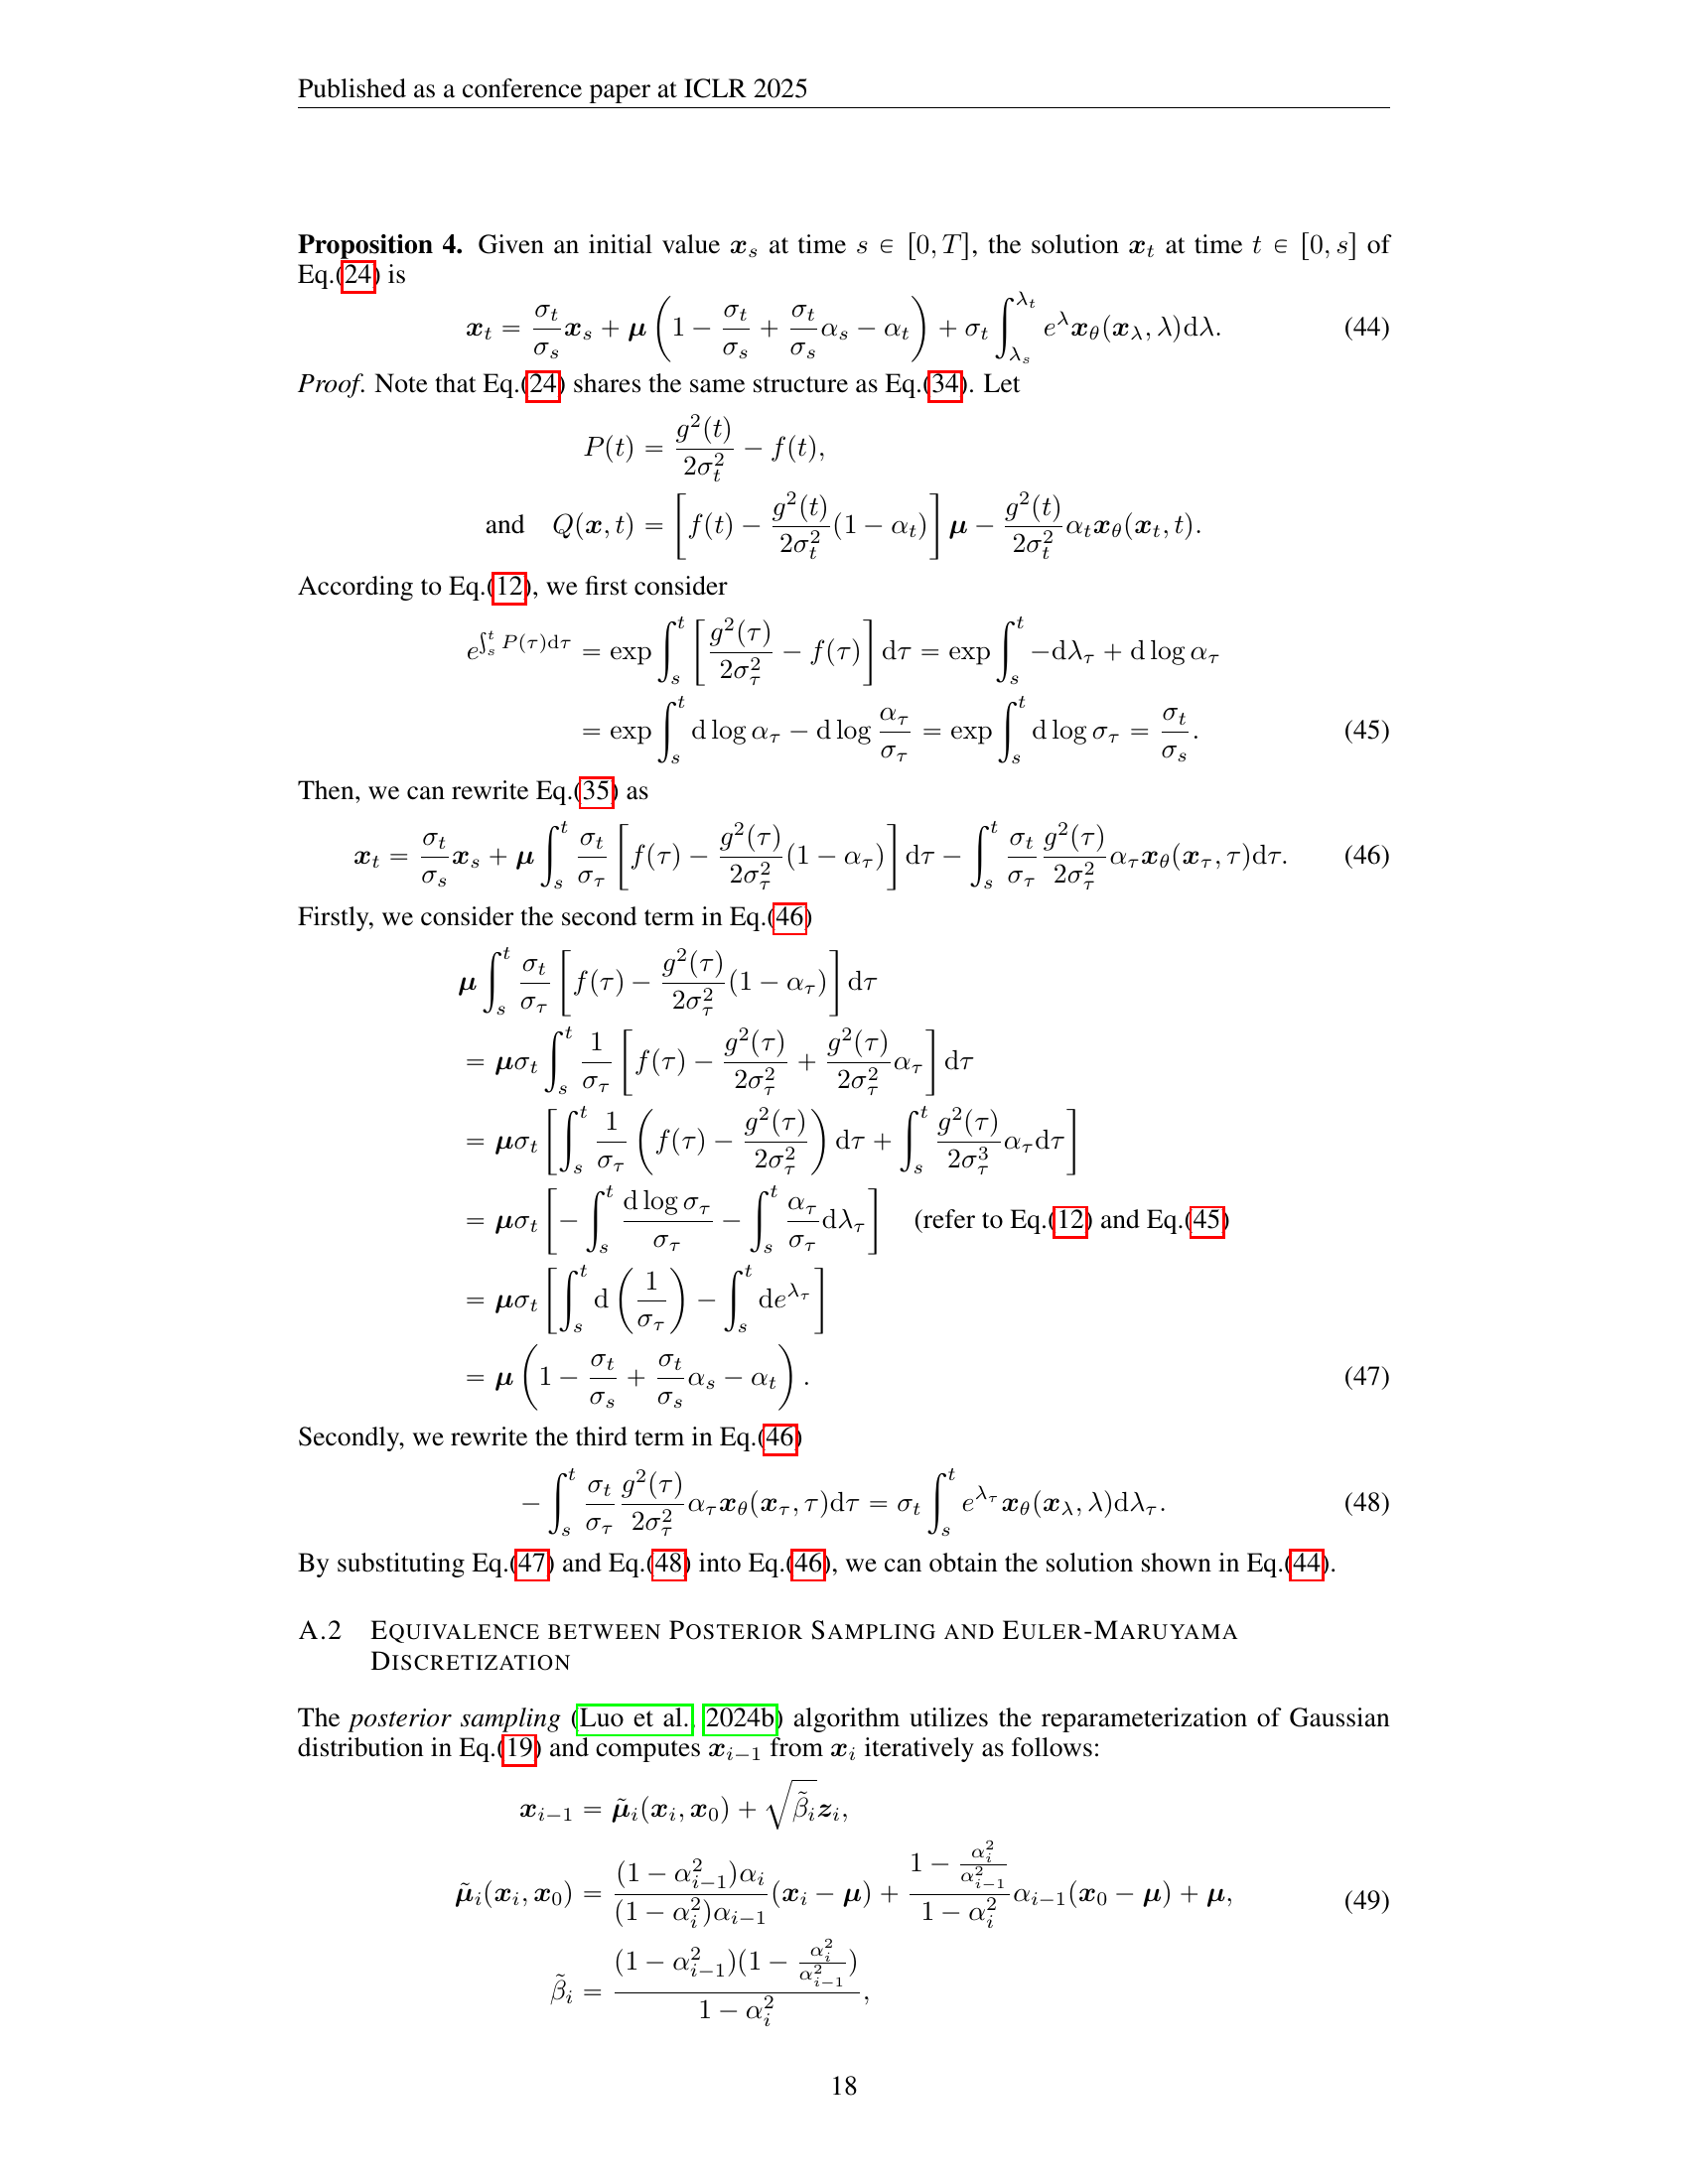 Published as a conference paper at ICLR 2025
Proposition 4. Given an initial value $\boldsymbol{x}_s$ at time $s \in [0, T]$, the solution $\boldsymbol{x}_t$ at time $t \in [0, s]$ of
Eq.(24) is
$\boldsymbol{x}_t = \frac{\sigma_t}{\sigma_s}\boldsymbol{x}_s + \boldsymbol{\mu}\left(1 - \frac{\sigma_t}{\sigma_s} + \frac{\sigma_t}{\sigma_s}\alpha_s - \alpha_t\right) + \sigma_t \int_{\lambda_s}^{\lambda_t} e^{\lambda}\boldsymbol{x}_\theta(\boldsymbol{x}_\lambda, \lambda)\mathrm{d}\lambda.$ (44)
Proof. Note that Eq.(24) shares the same structure as Eq.(34). Let
$P(t) = \frac{g^2(t)}{2\sigma_t^2} - f(t),$
and $Q(\boldsymbol{x}, t) = \left[f(t) - \frac{g^2(t)}{2\sigma_t^2}(1 - \alpha_t)\right]\boldsymbol{\mu} - \frac{g^2(t)}{2\sigma_t^2}\alpha_t\boldsymbol{x}_\theta(\boldsymbol{x}_t, t).$
According to Eq.(12), we first consider
$e^{\int_s^t P(\tau)\mathrm{d}\tau} = \exp\int_s^t \left[\frac{g^2(\tau)}{2\sigma_\tau^2} - f(\tau)\right]\mathrm{d}\tau = \exp\int_s^t -\mathrm{d}\lambda_\tau + \mathrm{d}\log\alpha_\tau$
$= \exp\int_s^t \mathrm{d}\log\alpha_\tau - \mathrm{d}\log\frac{\alpha_\tau}{\sigma_\tau} = \exp\int_s^t \mathrm{d}\log\sigma_\tau = \frac{\sigma_t}{\sigma_s}.$ (45)
Then, we can rewrite Eq.(35) as
$\boldsymbol{x}_t = \frac{\sigma_t}{\sigma_s}\boldsymbol{x}_s + \boldsymbol{\mu}\int_s^t \frac{\sigma_t}{\sigma_\tau}\left[f(\tau) - \frac{g^2(\tau)}{2\sigma_\tau^2}(1 - \alpha_\tau)\right]\mathrm{d}\tau - \int_s^t \frac{\sigma_t}{\sigma_\tau}\frac{g^2(\tau)}{2\sigma_\tau^2}\alpha_\tau\boldsymbol{x}_\theta(\boldsymbol{x}_\tau, \tau)\mathrm{d}\tau.$ (46)
Firstly, we consider the second term in Eq.(46)
$\boldsymbol{\mu}\int_s^t \frac{\sigma_t}{\sigma_\tau}\left[f(\tau) - \frac{g^2(\tau)}{2\sigma_\tau^2}(1 - \alpha_\tau)\right]\mathrm{d}\tau$
$= \boldsymbol{\mu}\sigma_t\int_s^t \frac{1}{\sigma_\tau}\left[f(\tau) - \frac{g^2(\tau)}{2\sigma_\tau^2} + \frac{g^2(\tau)}{2\sigma_\tau^2}\alpha_\tau\right]\mathrm{d}\tau$
$= \boldsymbol{\mu}\sigma_t\left[\int_s^t \frac{1}{\sigma_\tau}\left(f(\tau) - \frac{g^2(\tau)}{2\sigma_\tau^2}\right)\mathrm{d}\tau + \int_s^t \frac{g^2(\tau)}{2\sigma_\tau^3}\alpha_\tau\mathrm{d}\tau\right]$
$= \boldsymbol{\mu}\sigma_t\left[-\int_s^t \frac{\mathrm{d}\log\sigma_\tau}{\sigma_\tau} - \int_s^t \frac{\alpha_\tau}{\sigma_\tau}\mathrm{d}\lambda_\tau\right]$ (refer to Eq.(12) and Eq.(45)
$= \boldsymbol{\mu}\sigma_t\left[\int_s^t \mathrm{d}\left(\frac{1}{\sigma_\tau}\right) - \int_s^t \mathrm{d}e^{\lambda_\tau}\right]$
$= \boldsymbol{\mu}\left(1 - \frac{\sigma_t}{\sigma_s} + \frac{\sigma_t}{\sigma_s}\alpha_s - \alpha_t\right).$ (47)
Secondly, we rewrite the third term in Eq.(46)
$-\int_s^t \frac{\sigma_t}{\sigma_\tau}\frac{g^2(\tau)}{2\sigma_\tau^2}\alpha_\tau\boldsymbol{x}_\theta(\boldsymbol{x}_\tau, \tau)\mathrm{d}\tau = \sigma_t\int_s^t e^{\lambda_\tau}\boldsymbol{x}_\theta(\boldsymbol{x}_\lambda, \lambda)\mathrm{d}\lambda_\tau.$ (48)
By substituting Eq.(47) and Eq.(48) into Eq.(46), we can obtain the solution shown in Eq.(44).
A.2 EQUIVALENCE BETWEEN POSTERIOR SAMPLING AND EULER-MARUYAMA
DISCRETIZATION
The posterior sampling (Luo et al., 2024b) algorithm utilizes the reparameterization of Gaussian
distribution in Eq.(19) and computes $\boldsymbol{x}_{i-1}$ from $\boldsymbol{x}_i$ iteratively as follows:
$\boldsymbol{x}_{i-1} = \tilde{\boldsymbol{\mu}}_i(\boldsymbol{x}_i, \boldsymbol{x}_0) + \sqrt{\tilde{\beta}_i}\boldsymbol{z}_i,$
$\tilde{\boldsymbol{\mu}}_i(\boldsymbol{x}_i, \boldsymbol{x}_0) = \frac{(1 - \alpha_{i-1}^2)\alpha_i}{(1 - \alpha_i^2)\alpha_{i-1}}(\boldsymbol{x}_i - \boldsymbol{\mu}) + \frac{1 - \frac{\alpha_i^2}{\alpha_{i-1}^2}}{1 - \alpha_i^2}\alpha_{i-1}(\boldsymbol{x}_0 - \boldsymbol{\mu}) + \boldsymbol{\mu},$ (49)
$\tilde{\beta}_i = \frac{(1 - \alpha_{i-1}^2)(1 - \frac{\alpha_i^2}{\alpha_{i-1}^2})}{1 - \alpha_i^2},$
18